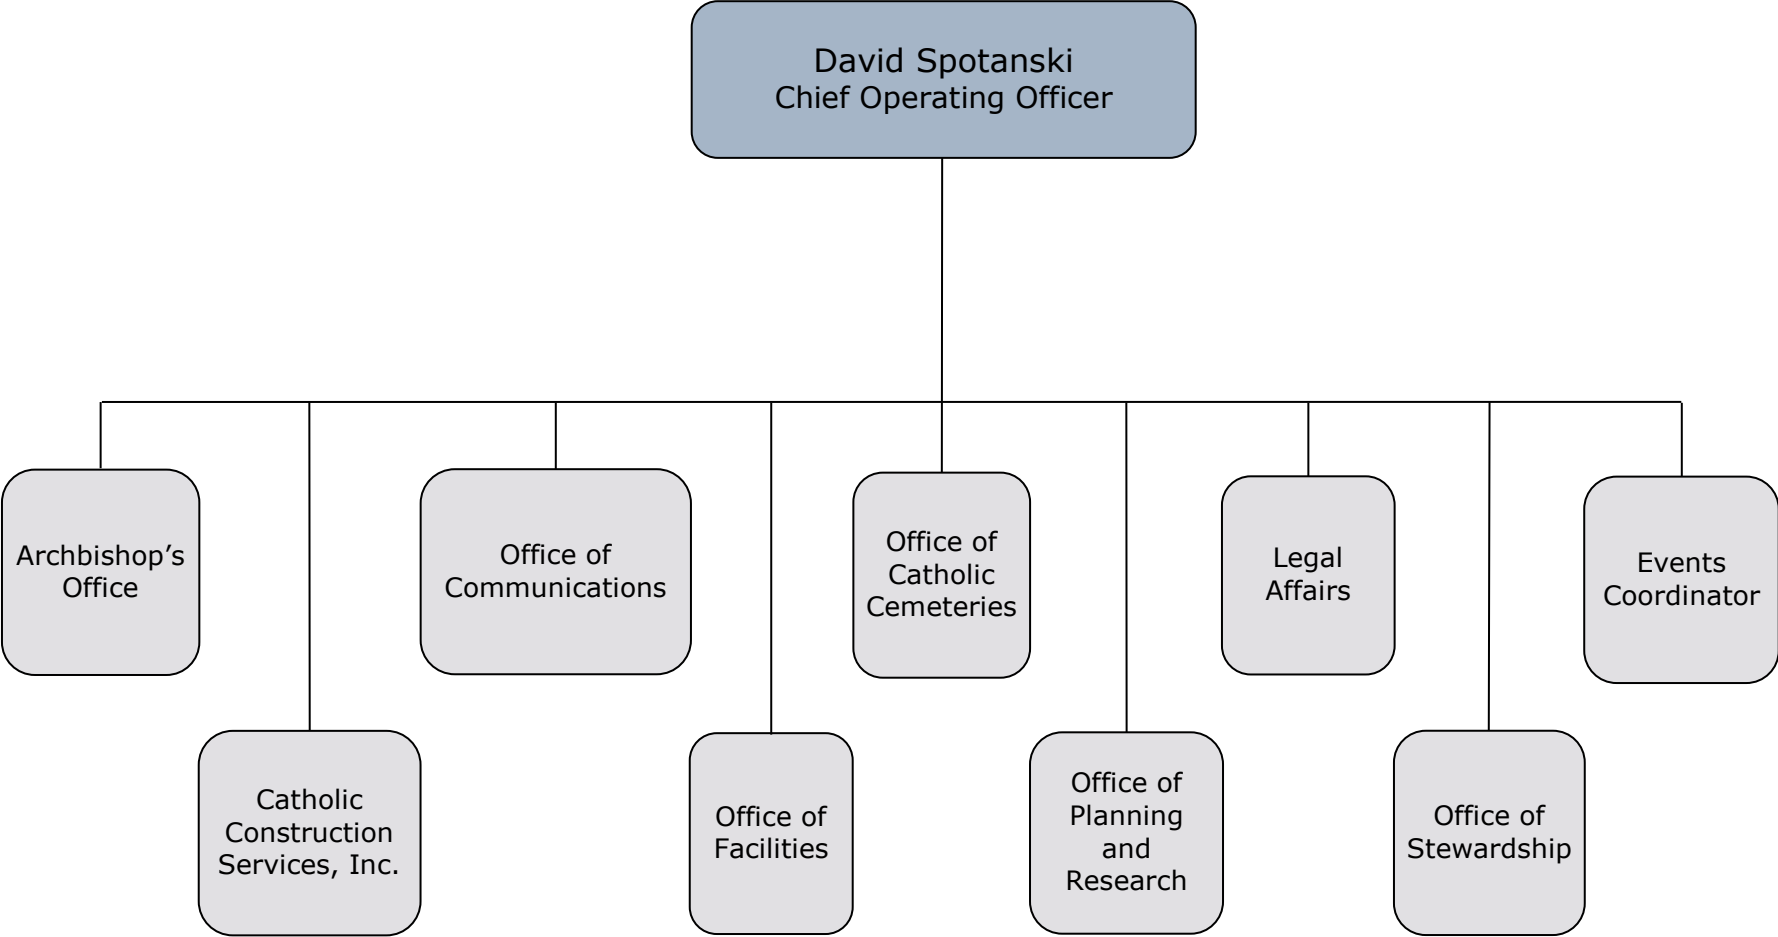 David Spotanski
Chief Operating Officer
Archbishop’s
Office
Office of
Communications
Office of
Catholic
Cemeteries
Legal
Affairs
Events
Coordinator
Catholic
Construction
Services, Inc.
Office of
Facilities
Office of
Planning
and
Research
Office of
Stewardship